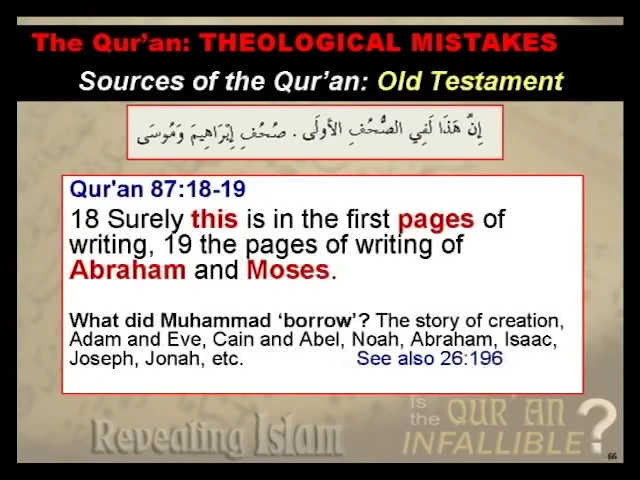 The Qur’an: THEOLOGICAL MISTAKES
Sources of the Qur’an: Old Testament
إِنَّ هَذَا لَفِي الصُّحُفِ الأولَى . صُحُفِ إِبْرَاهِيمَ وَمُوسَى
Qur'an 87:18-19
18 Surely this is in the first pages of
writing, 19 the pages of writing of
Abraham and Moses.
What did Muhammad ‘borrow’? The story of creation,
Adam and Eve, Cain and Abel, Noah, Abraham, Isaac,
Joseph, Jonah, etc. See also 26:196
Is
the QUR’AN
INFALLIBLE?
Revealing Islam
66